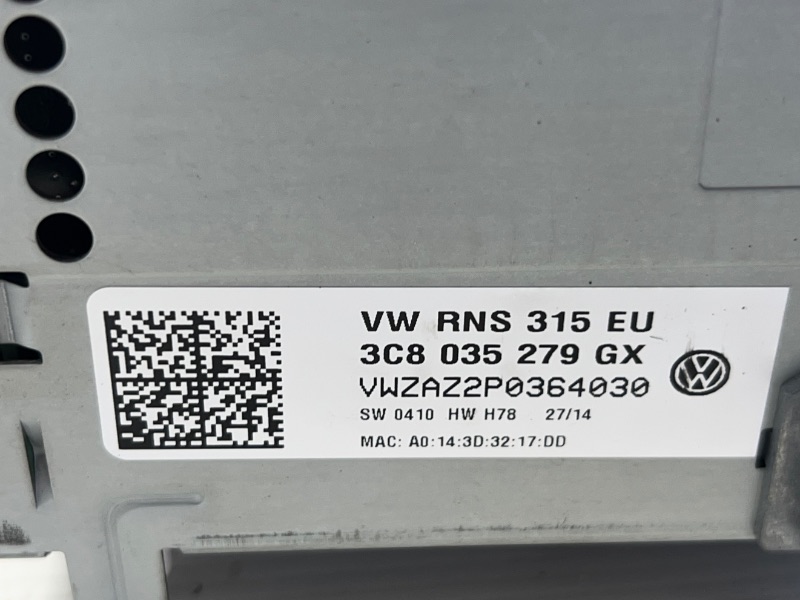 VW RNS 315 EU
3C8 035 279 GX
VWZAZ2P0364030
SW 0410 HW H78 27/14
MAC: A0:14:3D:32:17:DD